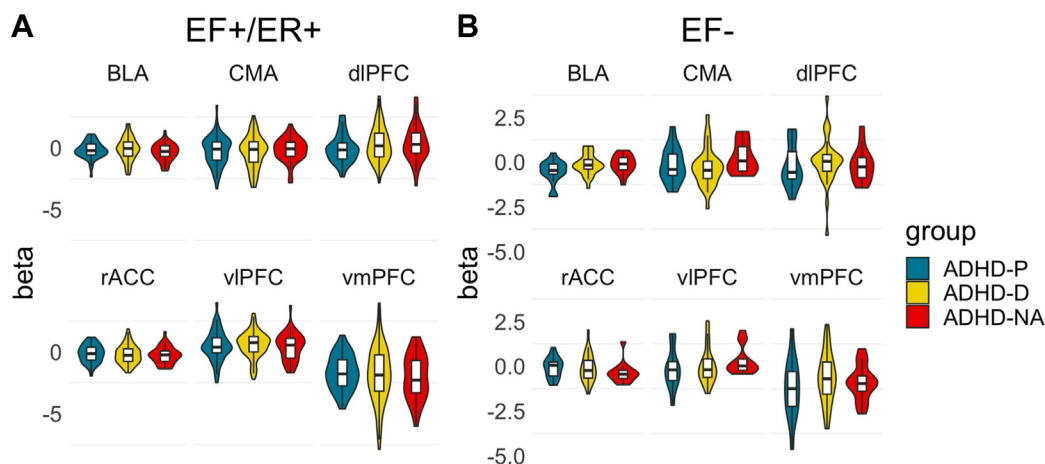 A EF+/ER+
BLA CMA dlPFC
0
-5
rACC vlPFC vmPFC
0
-5
beta
B EF-
BLA CMA dlPFC
2.5
0.0
-2.5
-5.0
rACC vlPFC vmPFC
2.5
0.0
-2.5
-5.0
beta
group
ADHD-P
ADHD-D
ADHD-NA